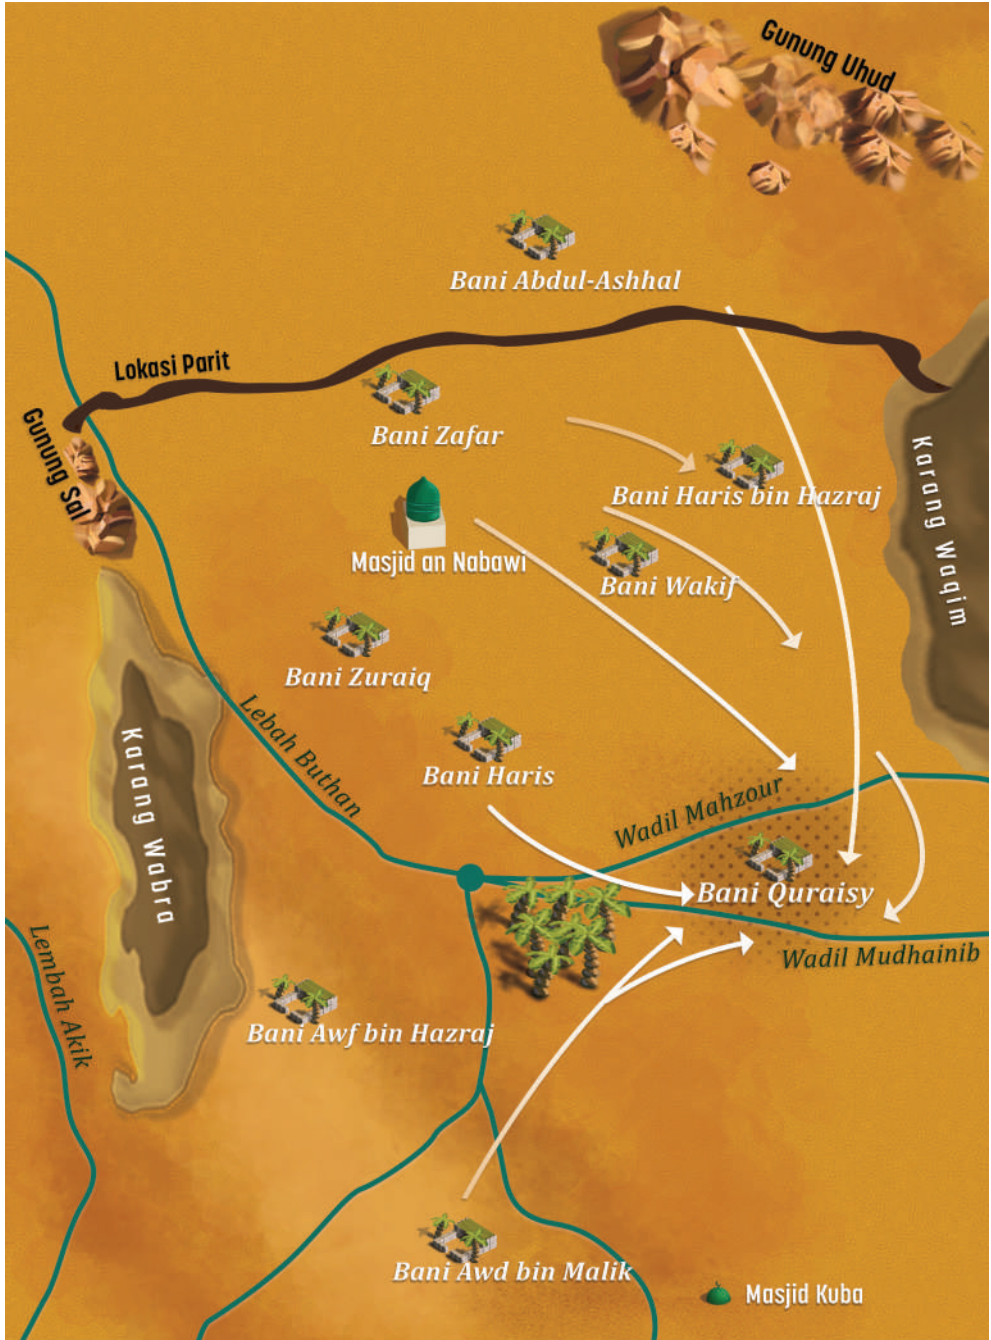 Gunung Uhud
Bani Abdul-Ashhal
Lokasi Parit
Gunung Sal
Bani Zafar
Karang Waqim
Bani Haris bin Hazraj
Masjid an Nabawi
Bani Wakif
Bani Zuraiq
Lebah Buthan
Karang Wabra
Bani Haris
Wadil Mahzour
Bani Quraisy
Wadil Mudhainib
Lembah Akik
Bani Awf bin Hazraj
Bani Awd bin Malik
Masjid Kuba